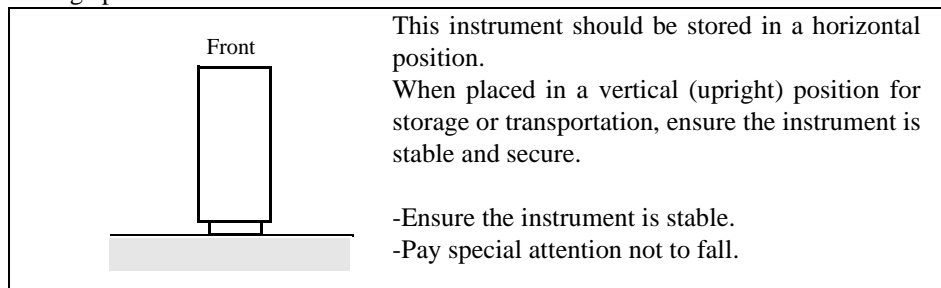 Front
This instrument should be stored in a horizontal
position.
When placed in a vertical (upright) position for
storage or transportation, ensure the instrument is
stable and secure.
-Ensure the instrument is stable.
-Pay special attention not to fall.